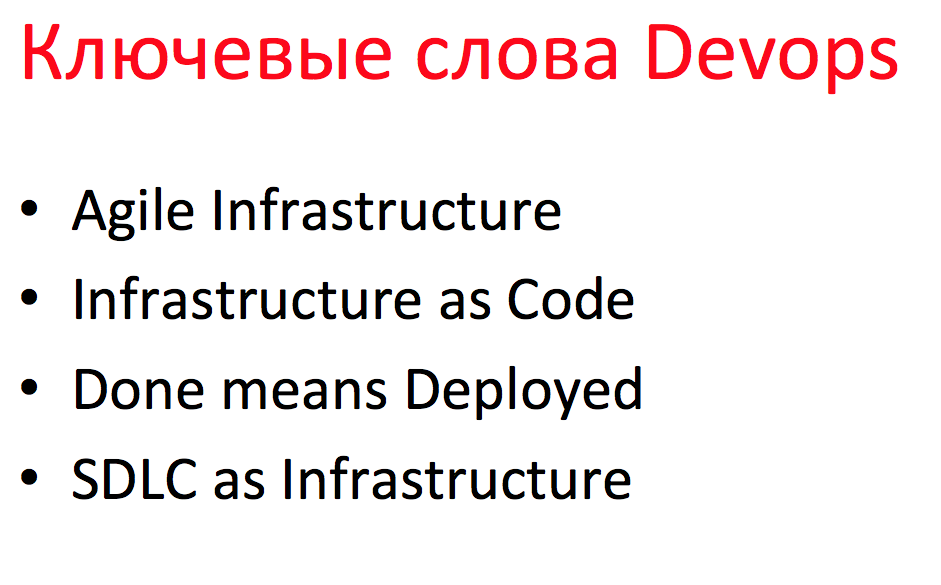 Ключевые слова Devops
• Agile Infrastructure
• Infrastructure as Code
• Done means Deployed
• SDLC as Infrastructure